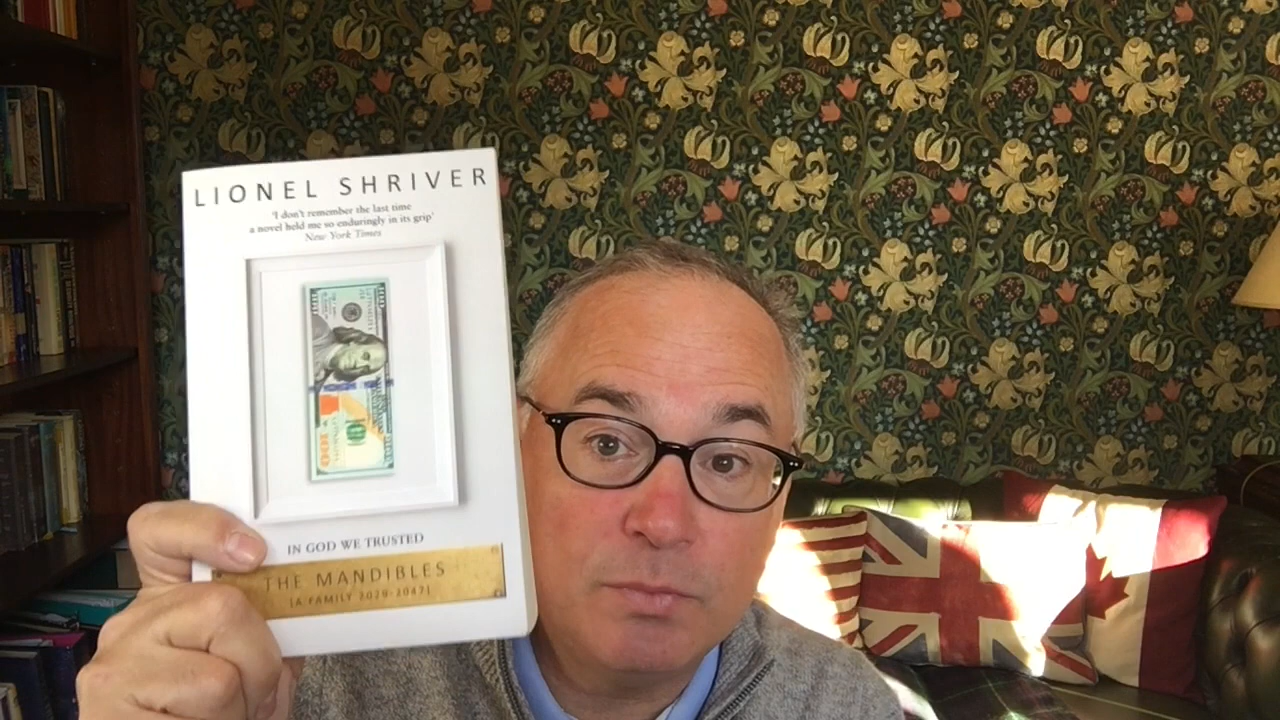 LIONEL SHRIVER
'I don't remember the last time
a novel held me so enduringly in its grip'
New York Times
100
IN GOD WE TRUSTED
THE MANDIBLES
[A FAMILY 2029-2047]